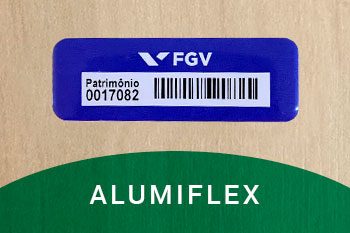 FGV
Patrimônio
0017082
ALUMIFLEX